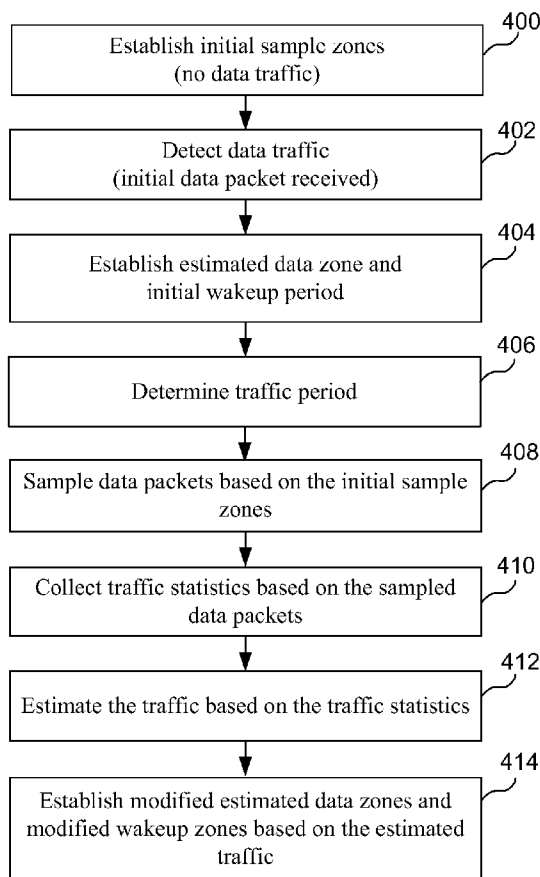 400
Establish initial sample zones
(no data traffic)
402
Detect data traffic
(initial data packet received)
404
Establish estimated data zone and
initial wakeup period
406
Determine traffic period
408
Sample data packets based on the initial sample
zones
410
Collect traffic statistics based on the sampled
data packets
412
Estimate the traffic based on the traffic statistics
414
Establish modified estimated data zones and
modified wakeup zones based on the estimated
traffic